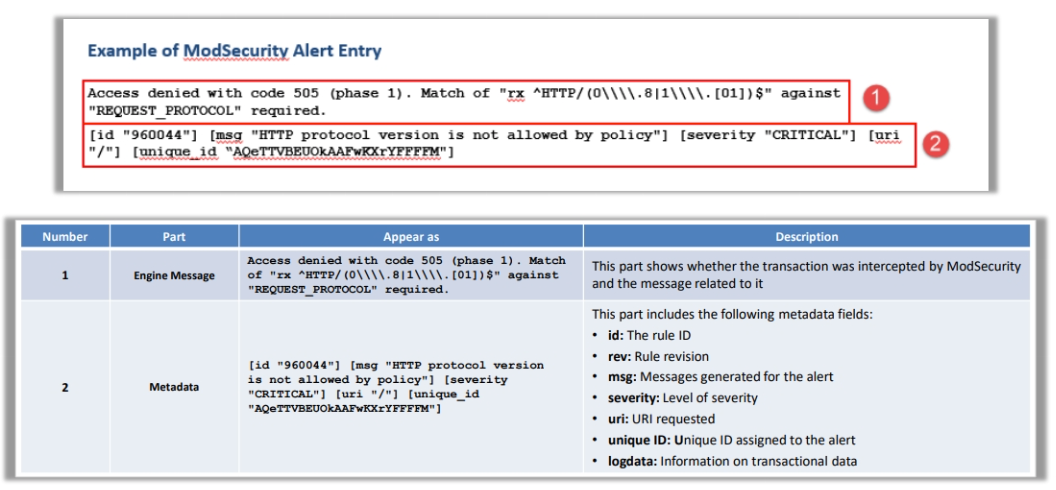 Example of ModSecurity Alert Entry
Access denied with code 505 (phase 1). Match of "rx ^HTTP/(0\\\\.8|1\\\\.[01])$" against
"REQUEST_PROTOCOL" required.
1
[id "960044"] [msg "HTTP protocol version is not allowed by policy"] [severity "CRITICAL"] [uri
"/"] [unique_id "AQeTTVBEUOkAAFwKXrYFFFFM"]
2
Number Part Appear as Description
1 Engine Message
Access denied with code 505 (phase 1). Match
of "rx ^HTTP/(0\\\\.8|1\\\\.[01])$" against
"REQUEST_PROTOCOL" required.
This part shows whether the transaction was intercepted by ModSecurity
and the message related to it
2 Metadata
[id "960044"] [msg "HTTP protocol version
is not allowed by policy"] [severity
"CRITICAL"] [uri "/"] [unique_id
"AQeTTVBEUOkAAFwKXrYFFFFM"]
This part includes the following metadata fields:
• id: The rule ID
• rev: Rule revision
• msg: Messages generated for the alert
• severity: Level of severity
• uri: URI requested
• unique ID: Unique ID assigned to the alert
• logdata: Information on transactional data